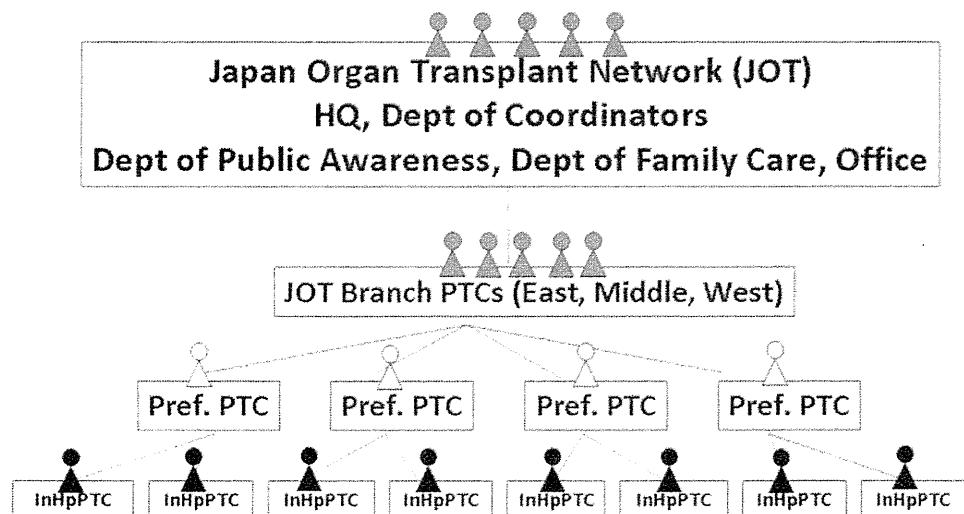 Japan Organ Transplant Network (JOT)
HQ, Dept of Coordinators
Dept of Public Awareness, Dept of Family Care, Office
JOT Branch PTCs (East, Middle, West)
Pref. PTC
Pref. PTC
Pref. PTC
Pref. PTC
InHpPTC
InHpPTC
InHpPTC
InHpPTC
InHpPTC
InHpPTC
InHpPTC
InHpPTC